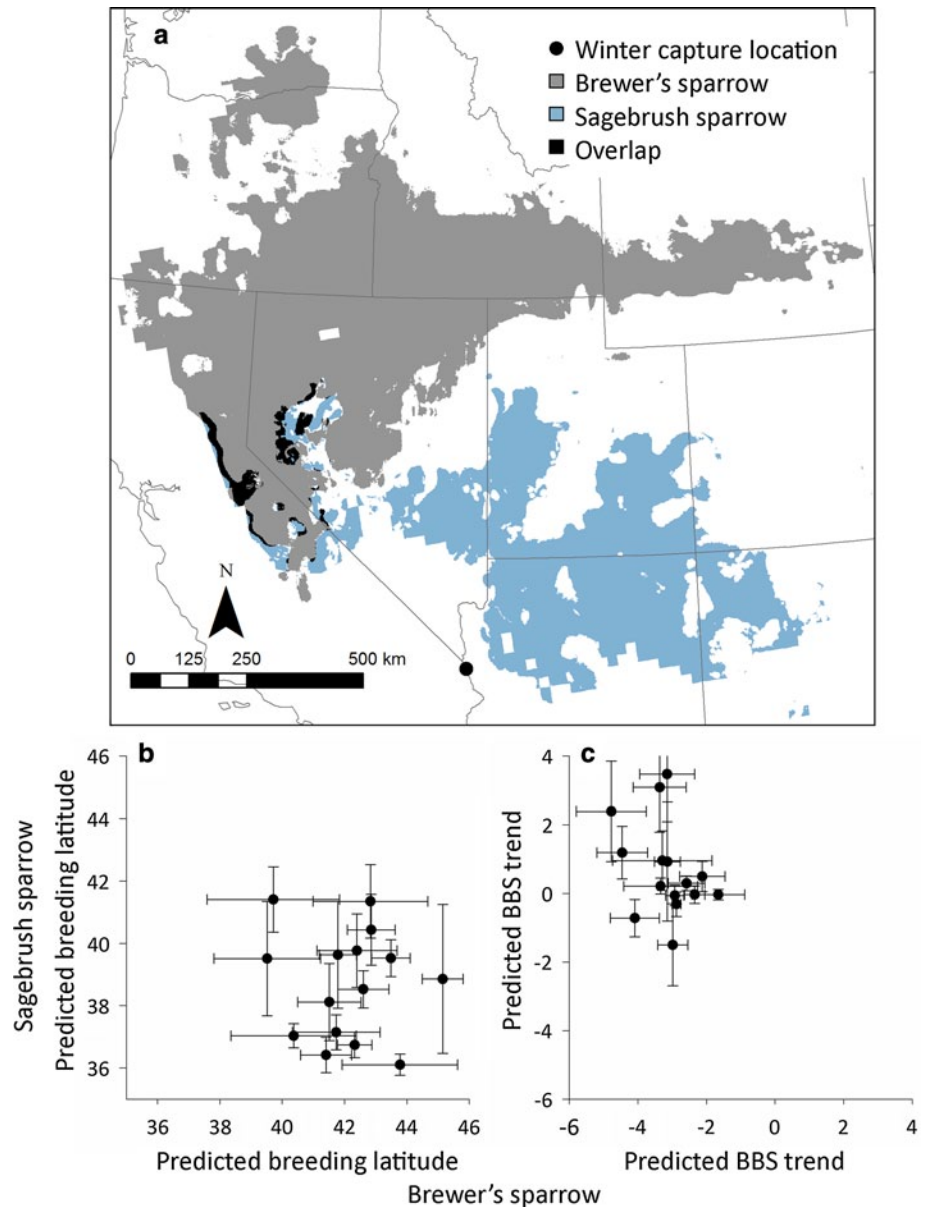 a
Winter capture location
Brewer's sparrow
Sagebrush sparrow
Overlap
N
0 125 250 500 km
b
Sagebrush sparrow
Predicted breeding latitude
46
44
42
40
38
36
36 38 40 42 44 46
Predicted breeding latitude
c
Predicted BBS trend
4
2
0
-2
-4
-6
-6 -4 -2 0 2 4
Predicted BBS trend
Brewer's sparrow